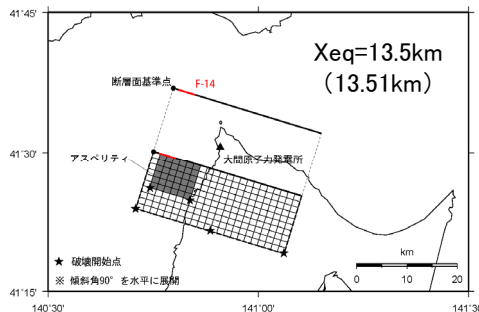 41°45'
Xeq=13.5km
(13.51km)
断層面基準点
F-14
41°30'
アスペリティ
大間原子力発電所
km
★ 破壊開始点
0 10 20
※ 傾斜角90°を水平に展開
41°15'
140°30' 141°00' 141°30'